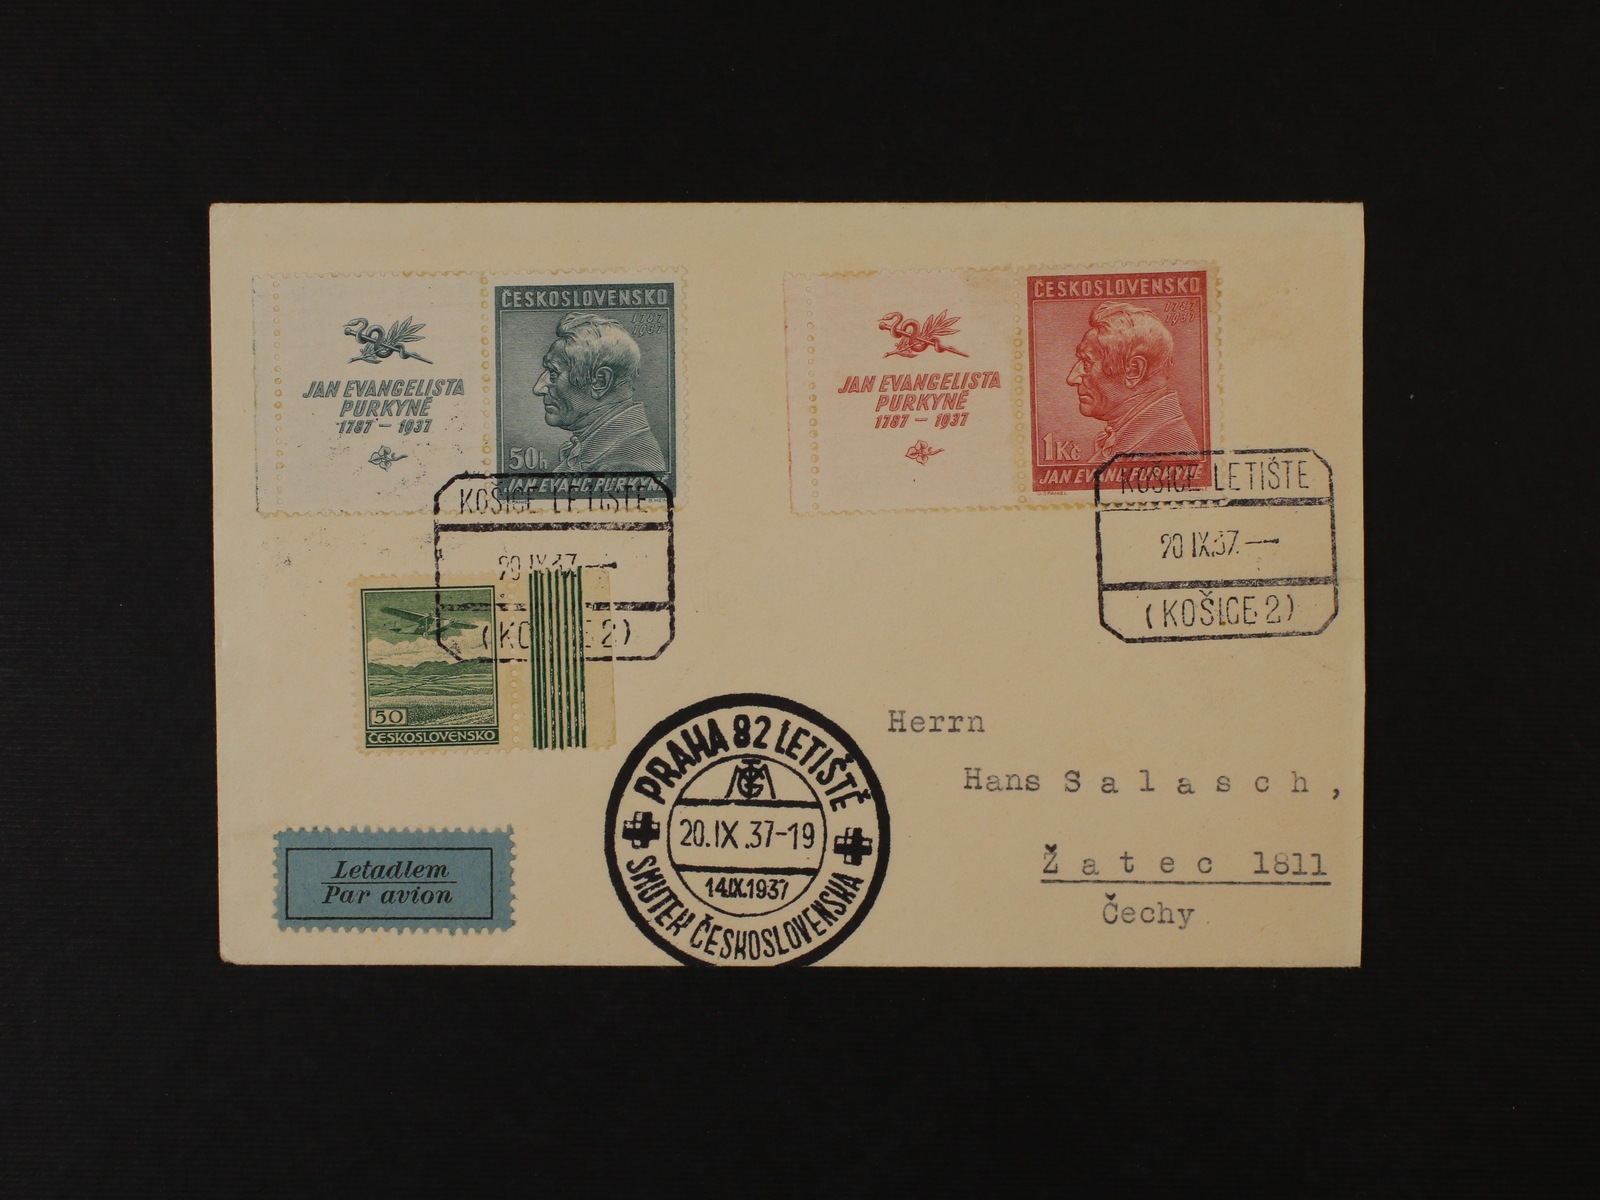 JAN EVANGELISTA
PURKYNĚ
1787 – 1937
ČESKOSLOVENSKO
1787
1937
50h
JAN EVANG. PURKYNĚ
JAN EVANGELISTA
PURKYNĚ
1787 – 1937
ČESKOSLOVENSKO
1787
1937
1Kč
JAN EVANG. PURKYNĚ
KOŠICE LETIŠTE
20 IX.37.—
(KOŠICE 2)
KOŠICE LETIŠTE
20 IX.37.—
(KOŠICE 2)
50
ČESKOSLOVENSKO
Letadlem
Par avion
PRAHA 82 LETIŠTĚ
20.IX.37-19
14.IX.1937
SMUTEK ČESKOSLOVENSKA
Herrn
Hans Salasch,
Žatec 1811
Čechy